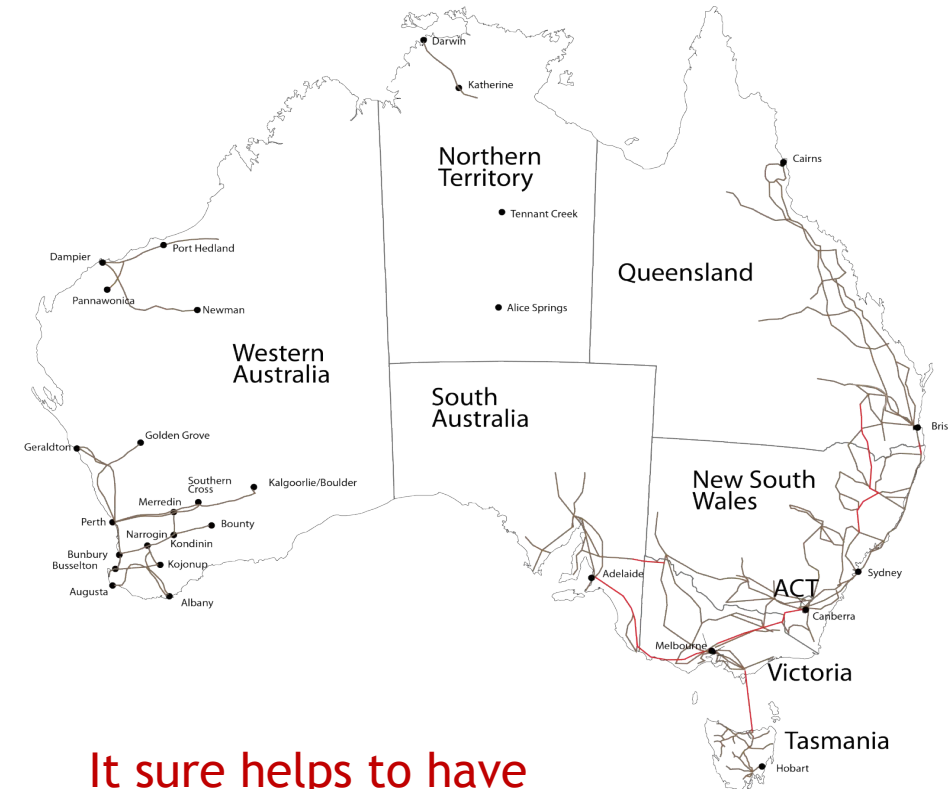 Darwin
Katherine
Northern
Territory
Cairns
Tennant Creek
Port Hedland
Dampier
Queensland
Pannawonica
Newman
Alice Springs
Western
Australia
South
Australia
Bris
Golden Grove
Geraldton
Southern
Cross
Kalgoorlie/Boulder
New South
Wales
Merredin
Perth
Bounty
Narrogin
Kondinin
Bunbury
Busselton
Kojonup
Augusta
Albany
Adelaide
Sydney
ACT
Canberra
Melbourne
Victoria
Tasmania
Hobart
It sure helps to have